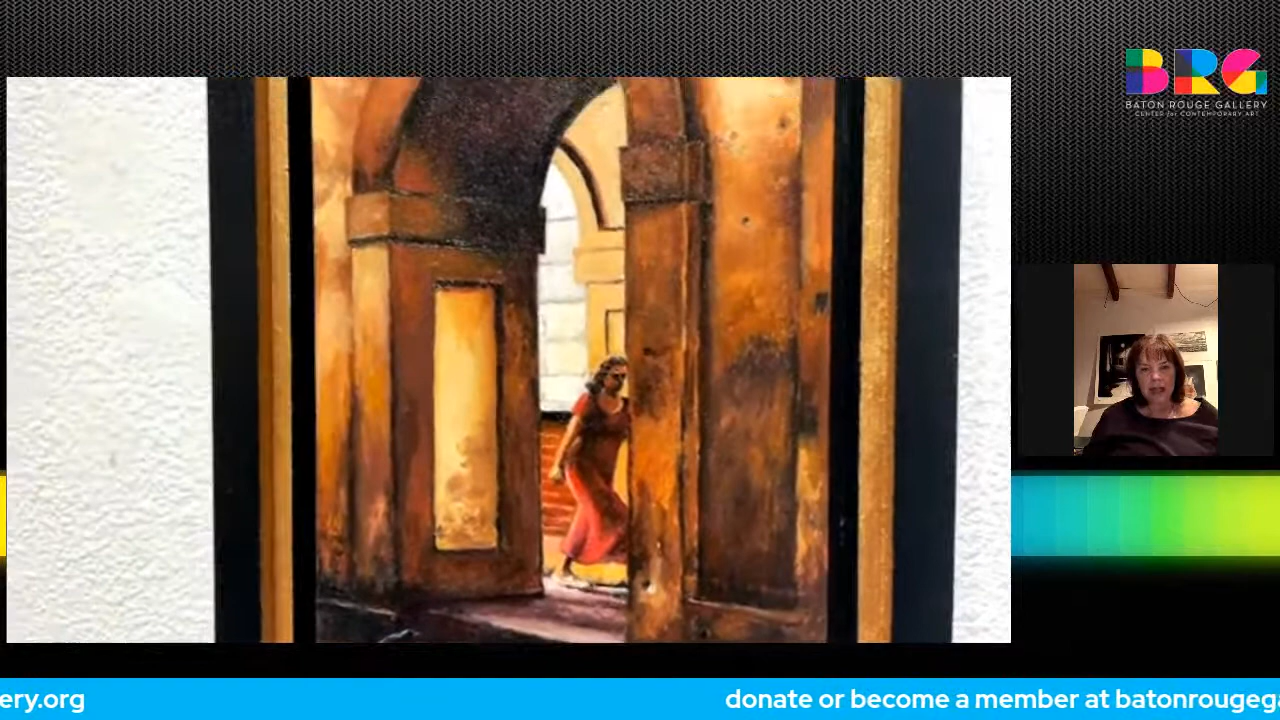 BRG
BATON ROUGE GALLERY
CENTER for CONTEMPORARY ART
ery.org
donate or become a member at batonrougega